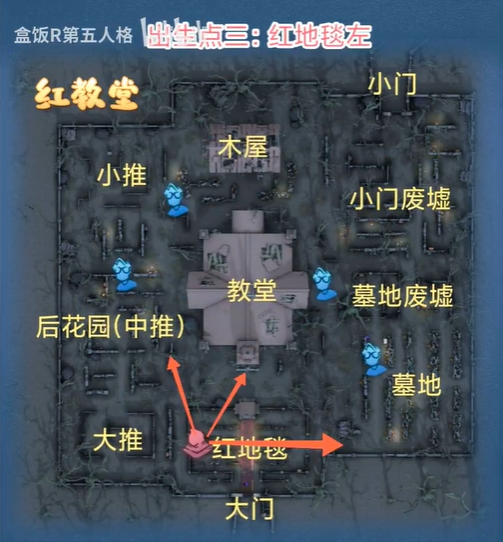 盒饭R第五人格
出生点三：红地毯左
小门
红教堂
木屋
小推
小门废墟
教堂
墓地废墟
后花园(中推)
墓地
大推
红地毯
大门